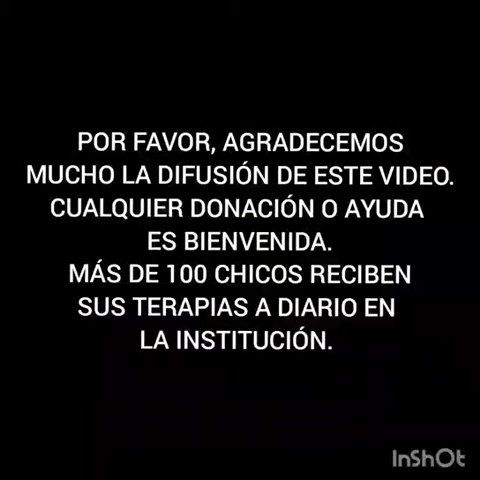 POR FAVOR, AGRADECEMOS
MUCHO LA DIFUSIÓN DE ESTE VIDEO.
CUALQUIER DONACIÓN O AYUDA
ES BIENVENIDA.
MÁS DE 100 CHICOS RECIBEN
SUS TERAPIAS A DIARIO EN
LA INSTITUCIÓN.
InShOt